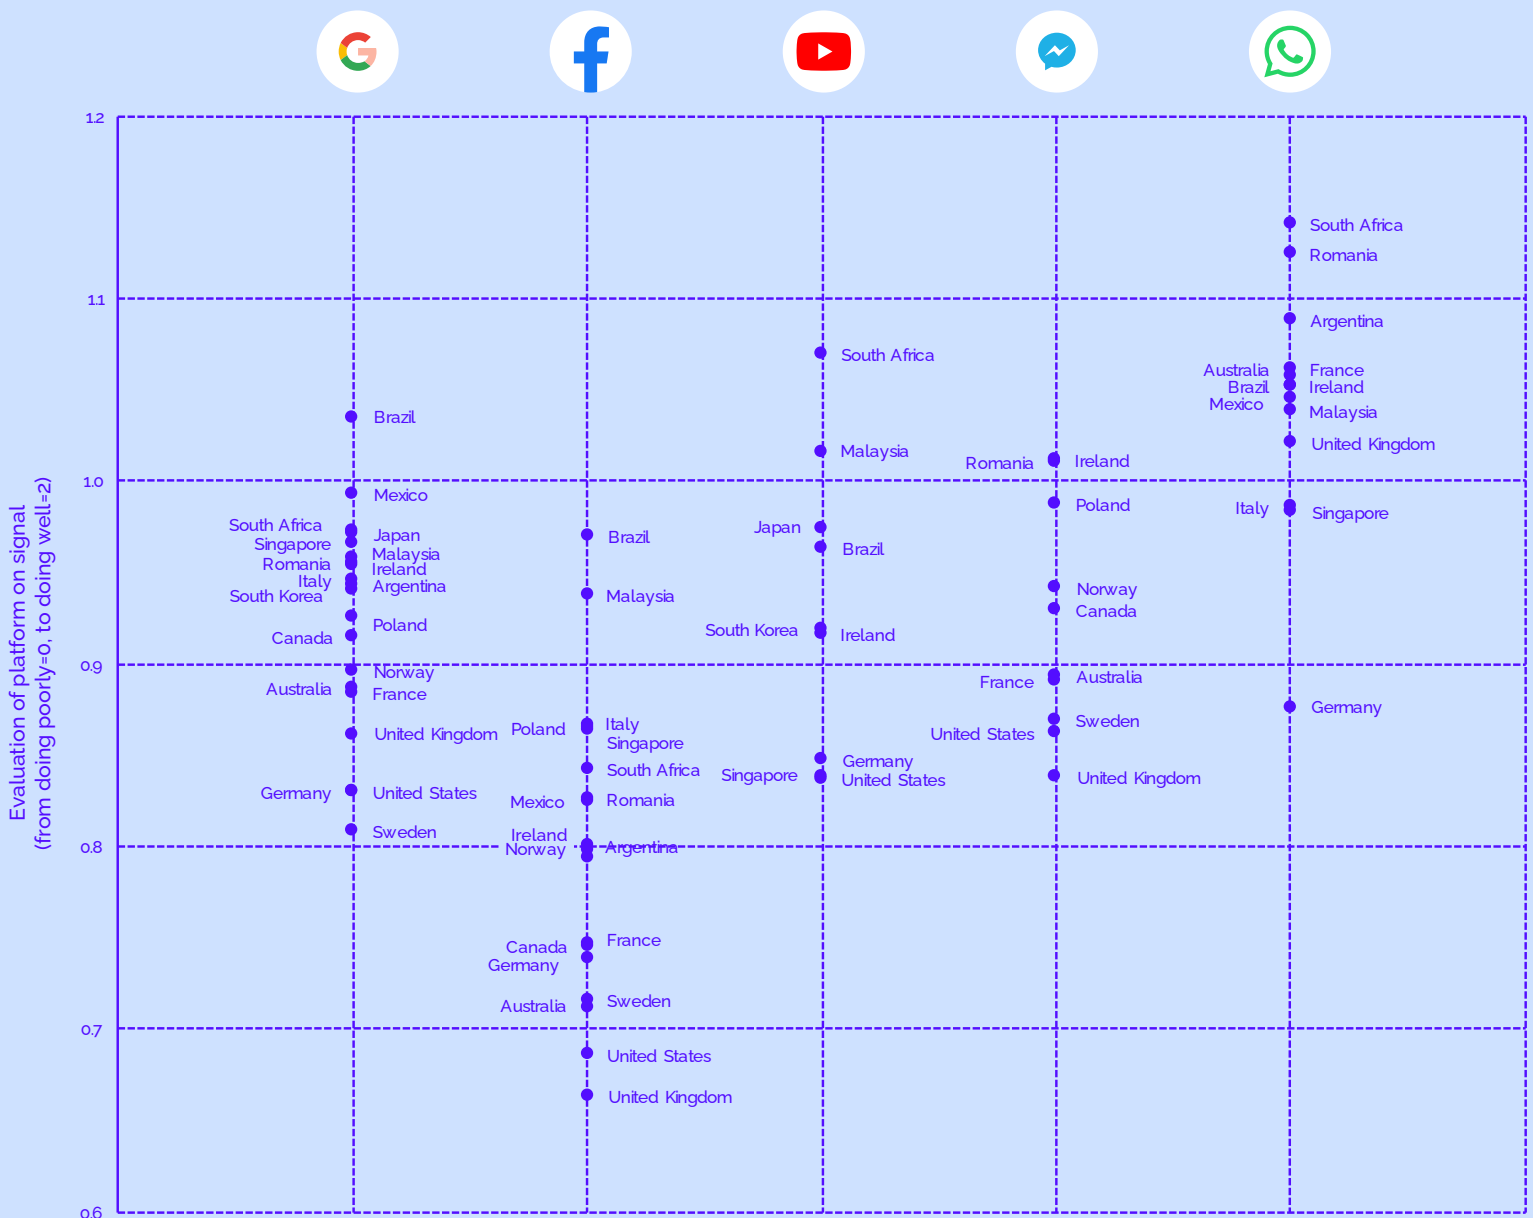 1.2
South Africa
Romania
1.1
Argentina
South Africa
Australia
France
Brazil
Ireland
Mexico
Malaysia
Brazil
United Kingdom
Malaysia
Romania
Ireland
1.0
Mexico
Poland
Italy
Singapore
South Africa
Japan
Japan
Brazil
Singapore
Malaysia
Brazil
Romania
Ireland
Italy
Argentina
Malaysia
Norway
South Korea
Canada
Poland
South Korea
Ireland
Canada
0.9
Norway
France
Australia
Australia
France
Germany
United Kingdom
Poland
Italy
Sweden
Singapore
United States
South Africa
Singapore
Germany
United States
United Kingdom
Germany
United States
Mexico
Romania
Sweden
Ireland
0.8
Norway
Argentina
Canada
France
Germany
Australia
Sweden
0.7
United States
United Kingdom
0.6
Evaluation of platform on signal
(from doing poorly=0, to doing well=2)